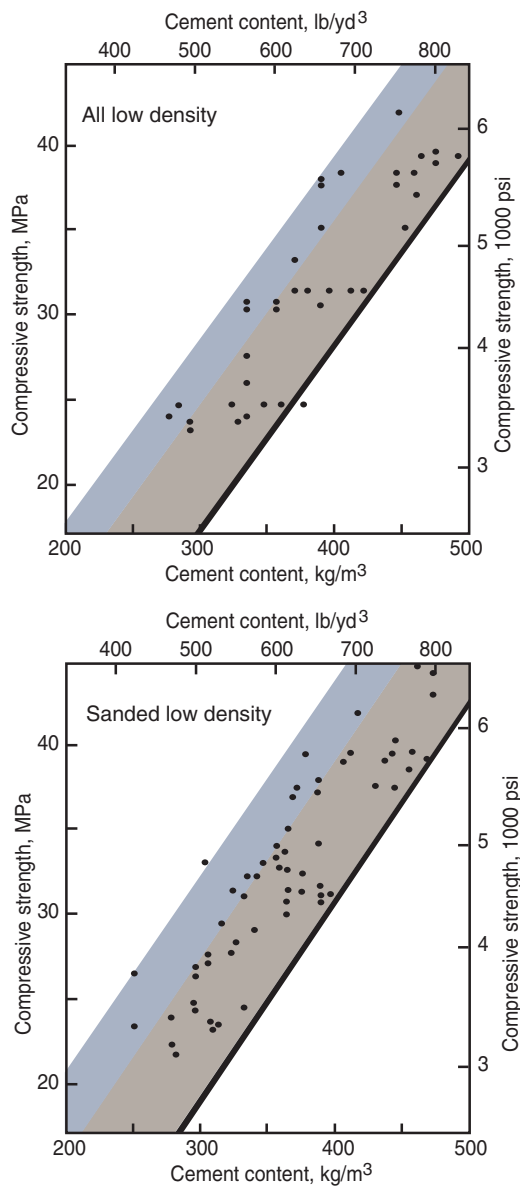 Cement content, lb/yd3
400 500 600 700 800
All low density
40
30
20
Compressive strength, MPa
6
5
4
3
Compressive strength, 1000 psi
200 300 400 500
Cement content, kg/m3
Cement content, lb/yd3
400 500 600 700 800
Sanded low density
40
30
20
Compressive strength, MPa
6
5
4
3
Compressive strength, 1000 psi
200 300 400 500
Cement content, kg/m3